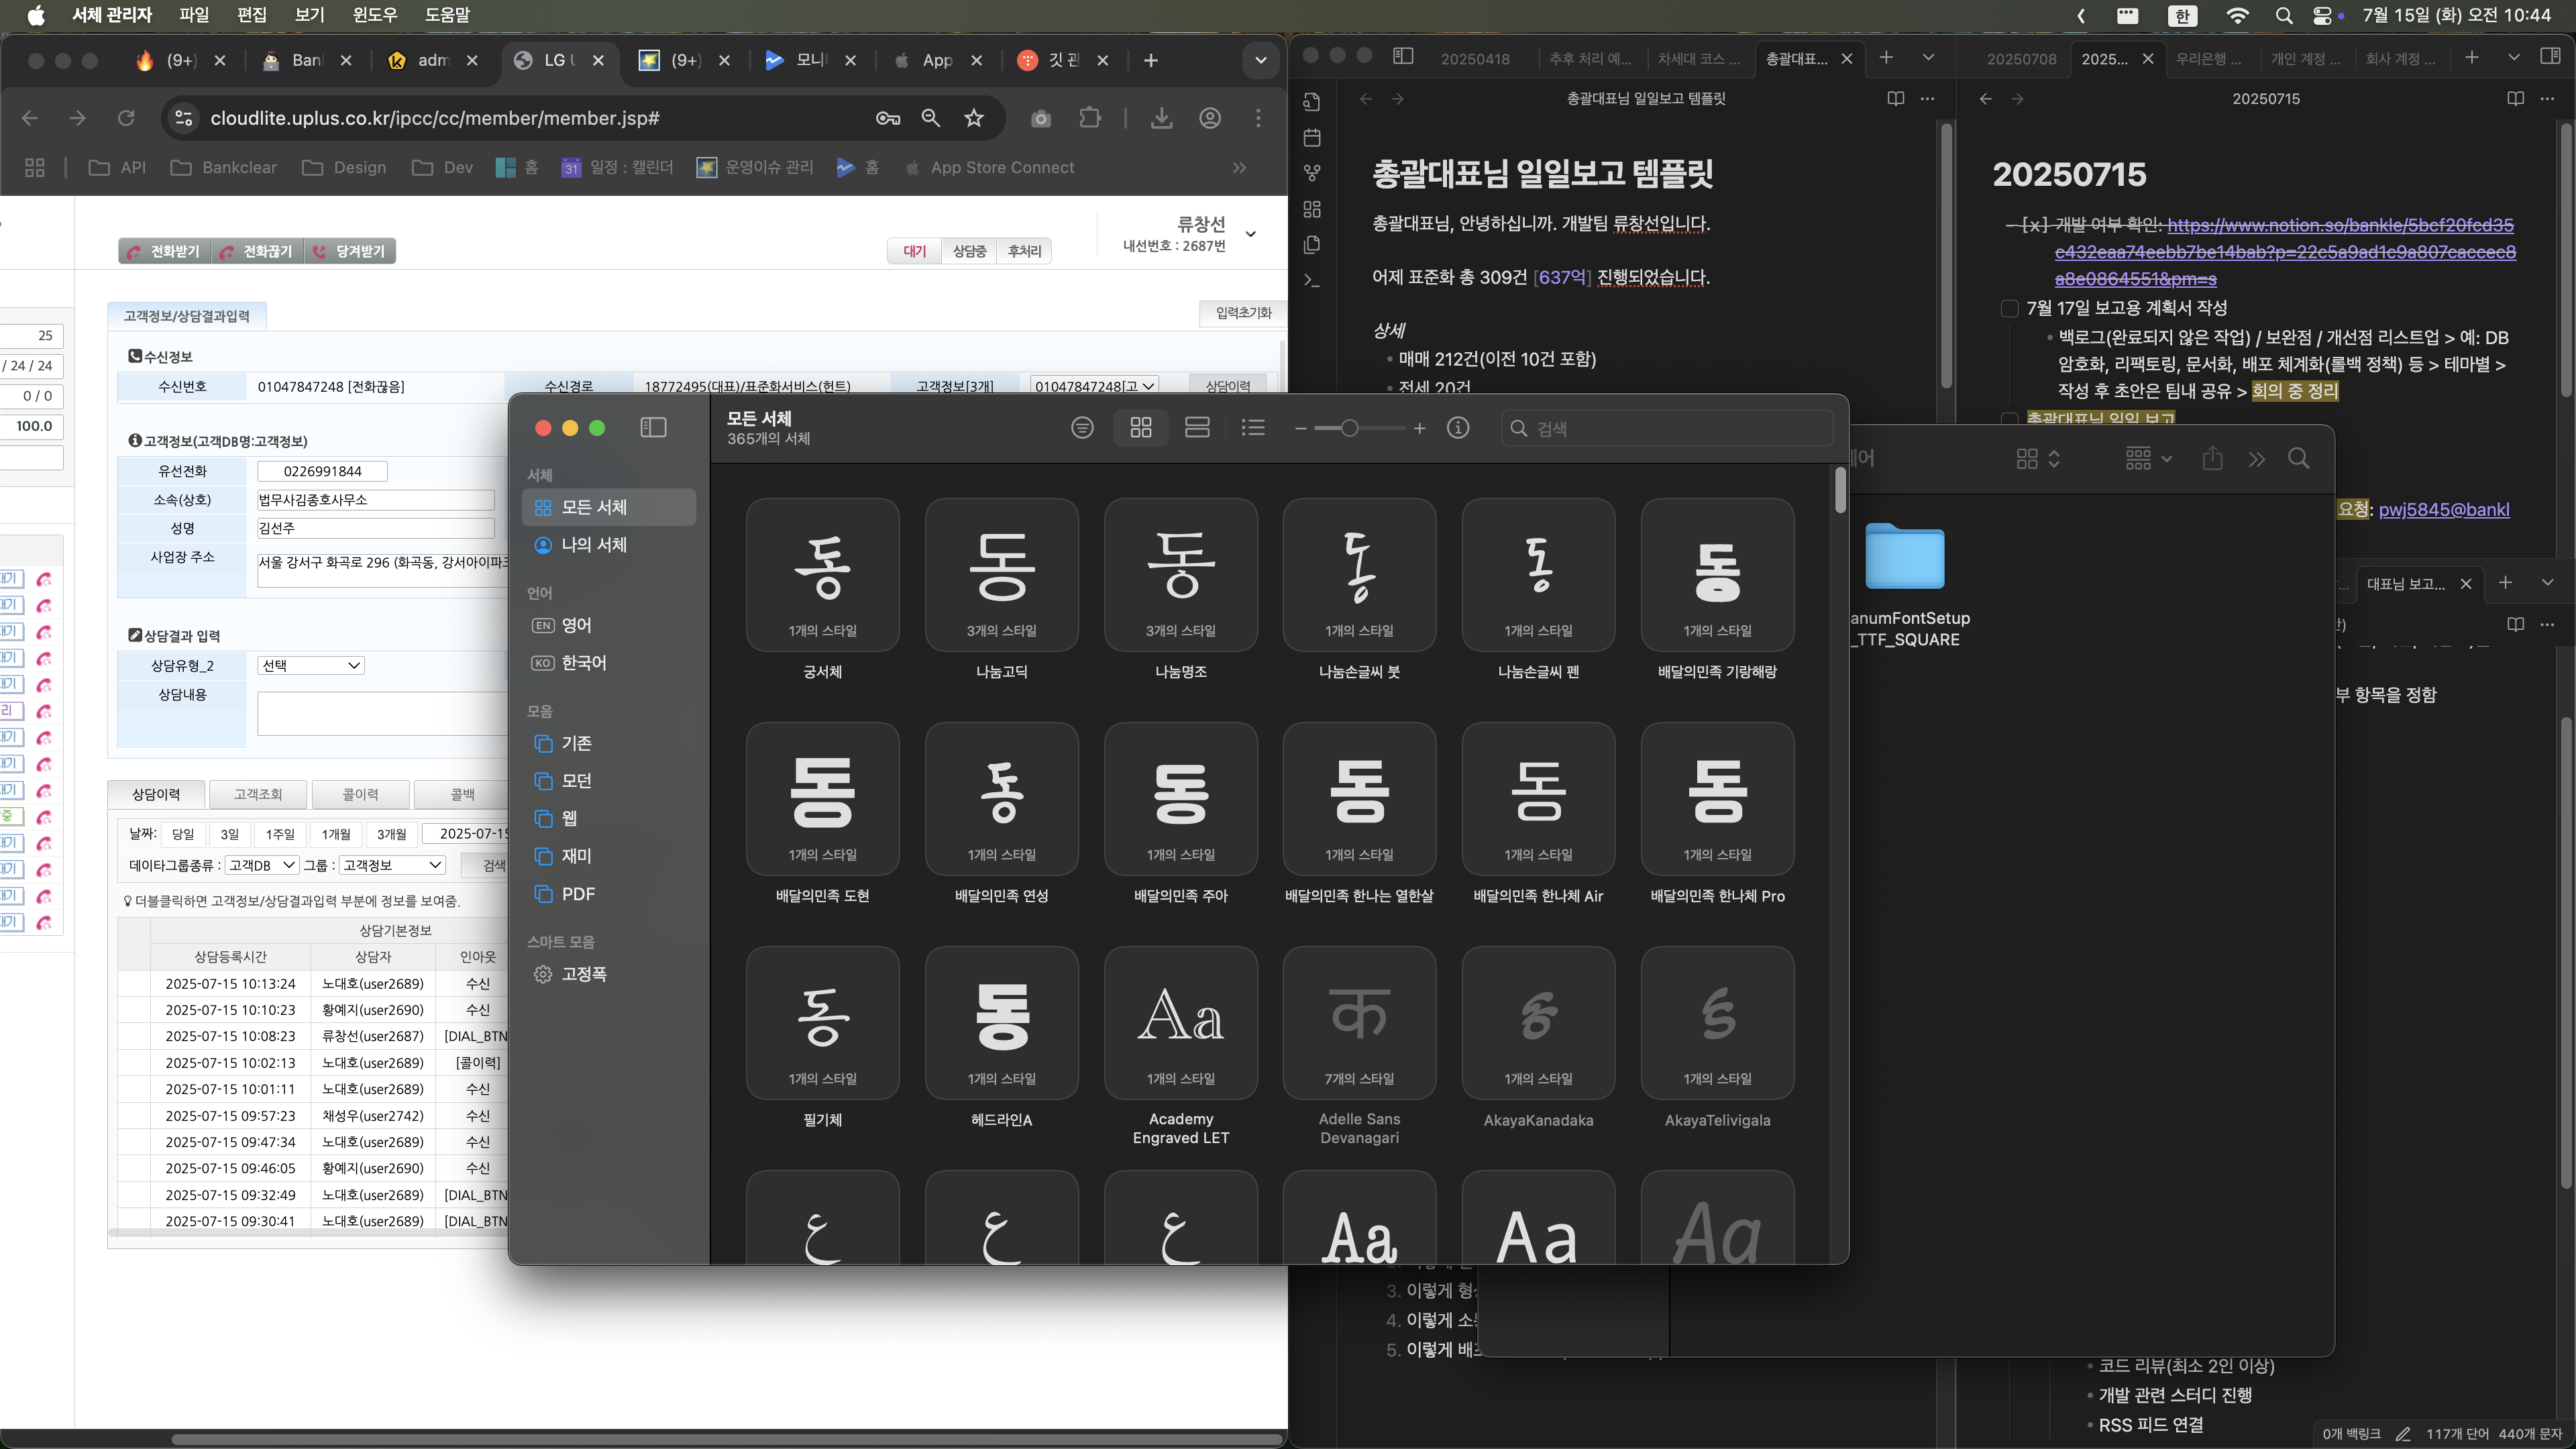 서체 관리자 파일 편집 보기 윈도우 도움말
한 7월 15일 (화) 오전 10:44
(9+) Banl adm LG U (9+) 모니 App 깃 관
cloudlite.uplus.co.kr/ipcc/cc/member/member.jsp#
API Bankclear Design Dev 홈 31 일정 : 캘린더 운영이슈 관리 홈 App Store Connect
전화받기 전화끊기 당겨받기
대기 상담중 후처리
류창선
내선번호 : 2687번
25
/ 24 / 24
0 / 0
100.0
고객정보/상담결과입력
입력초기화
수신정보
수신번호 01047847248 [전화끊음] 수신경로 18772495(대표)/표준화서비스(헌트) 고객정보[3개] 01047847248[고 상담이력
고객정보(고객DB명:고객정보)
유선전화 0226991844
소속(상호) 법무사김종호사무소
성명 김선주
사업장 주소 서울 강서구 화곡로 296 (화곡동, 강서아이파크
상담결과 입력
상담유형_2 선택
상담내용
상담이력 고객조회 콜이력 콜백
날짜: 당일 3일 1주일 1개월 3개월 2025-07-15
데이타그룹종류 : 고객DB 그룹 : 고객정보 검색
더블클릭하면 고객정보/상담결과입력 부분에 정보를 보여줌.
상담기본정보
상담등록시간 상담자 인아웃
2025-07-15 10:13:24 노대호(user2689) 수신
2025-07-15 10:10:23 황예지(user2690) 수신
2025-07-15 10:08:23 류창선(user2687) [DIAL_BTN
2025-07-15 10:02:13 노대호(user2689) [콜이력]
2025-07-15 10:01:11 노대호(user2689) 수신
2025-07-15 09:57:23 채성우(user2742) 수신
2025-07-15 09:47:34 노대호(user2689) 수신
2025-07-15 09:46:05 황예지(user2690) 수신
2025-07-15 09:32:49 노대호(user2689) [DIAL_BTN
2025-07-15 09:30:41 노대호(user2689) [DIAL_BTN
모든 서체
365개의 서체
검색
서체
모든 서체
나의 서체
언어
EN 영어
KO 한국어
모음
기존
모던
웹
재미
PDF
스마트 모음
고정폭
동 동 동 동 동 동
1개의 스타일 3개의 스타일 3개의 스타일 1개의 스타일 1개의 스타일 1개의 스타일
궁서체 나눔고딕 나눔명조 나눔손글씨 붓 나눔손글씨 펜 배달의민족 기랑해랑
동 동 동 동 동 동
1개의 스타일 1개의 스타일 1개의 스타일 1개의 스타일 1개의 스타일 1개의 스타일
배달의민족 도현 배달의민족 연성 배달의민족 주아 배달의민족 한나는 열한살 배달의민족 한나체 Air 배달의민족 한나체 Pro
동 동 Aa क
1개의 스타일 1개의 스타일 1개의 스타일 7개의 스타일 1개의 스타일 1개의 스타일
필기체 헤드라인A Academy Engraved LET Adelle Sans Devanagari AkayaKanadaka AkayaTelivigala
ع ع ع Aa Aa Aa
20250418 추후 처리 예... 차세대 코스 ... 총괄대표...
총괄대표님 일일보고 템플릿
총괄대표님 일일보고 템플릿
총괄대표님, 안녕하십니까. 개발팀 류창선입니다.
어제 표준화 총 309건 [637억] 진행되었습니다.
상세
매매 212건(이전 10건 포함)
전세 20건
3. 이렇게
4. 이렇게
5. 이렇게
20250708 2025... 우리은행 ... 개인 계정 ... 회사 계정 ...
20250715
20250715
- [x] 개발 여부 확인: https://www.notion.so/bankle/5bcf20fcd35
c432eaa74eebb7be14bab?p=22c5a9ad1c9a807caccec8
a8e0864551&pm=s
7월 17일 보고용 계획서 작성
백로그(완료되지 않은 작업) / 보완점 / 개선점 리스트업 > 예: DB
암호화, 리팩토링, 문서화, 배포 체계화(롤백 정책) 등 > 테마별 >
작성 후 초안은 팀내 공유 > 회의 중 정리
총괄대표님 일일 보고
요청: pwj5845@bankl
anumFontSetup
_TTF_SQUARE
대표님 보고...
부 항목을 정함
코드 리뷰(최소 2인 이상)
개발 관련 스터디 진행
RSS 피드 연결
0개 백링크 117개 단어 440개 문자